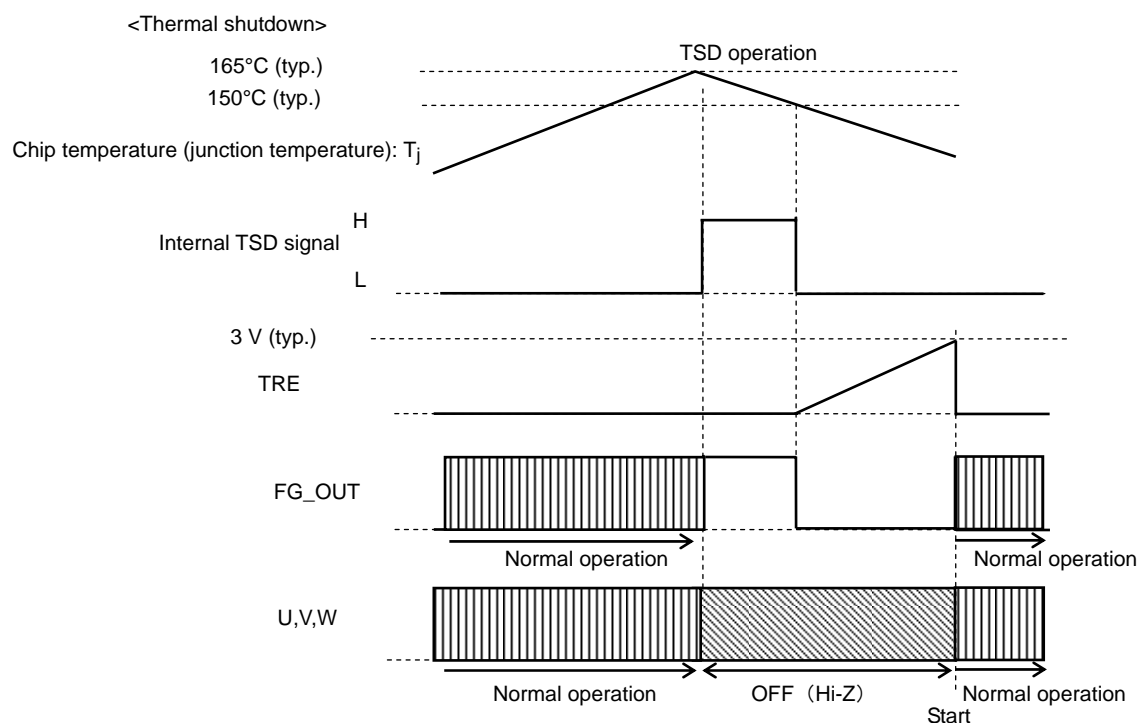 <Thermal shutdown>
TSD operation
165°C (typ.)
150°C (typ.)
Chip temperature (junction temperature): Tj
H
Internal TSD signal
L
3 V (typ.)
TRE
FG_OUT
Normal operation
Normal operation
U,V,W
Normal operation
OFF（Hi-Z）
Normal operation
Start